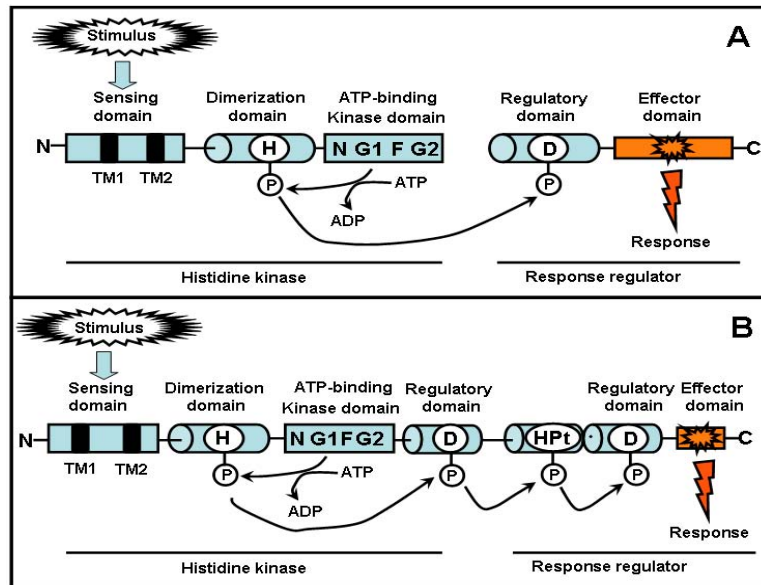 A
Stimulus
Sensing domain
Dimerization domain
ATP-binding Kinase domain
Regulatory domain
Effector domain
N
H
N G1 F G2
D
C
TM1 TM2
P
ATP
P
ADP
Response
Histidine kinase
Response regulator
B
Stimulus
Sensing domain
Dimerization domain
ATP-binding Kinase domain
Regulatory domain
Regulatory domain
Effector domain
N
H
N G1FG2
D
HPt
D
C
TM1 TM2
P
ATP
P
P
P
ADP
Response
Histidine kinase
Response regulator